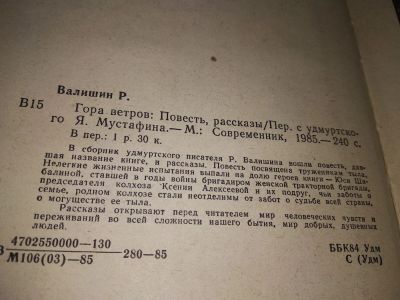 Валишин Р.
В15 Гора ветров: Повесть, рассказы/Пер. с удмуртско-
го Я. Мустафина.— М.: Современник, 1985.— 240 с.
В пер.: 1 р. 30 к.
В сборник удмуртского писателя Р. Валишина вошли повесть, дав-
шая название книге, и рассказы. Повесть посвящена труженикам тыла.
Нелегкие жизненные испытания выпали на долю героев книги — Юси Ша-
балиной, ставшей в годы войны бригадиром женской тракторной бригады,
председателя колхоза Ксении Алексеевой и их подруг, чьи заботы о
семье, родном колхозе стали неотделимы от забот о судьбе всей страны,
о могуществе ее тыла.
Рассказы открывают перед читателем мир человеческих чувств и
переживаний во всей сложности нашего бытия, мир добрых, душевных
людей.
В 4702550000—130
М106(03)—85 280-85
ББК84 Удм
С (Удм)